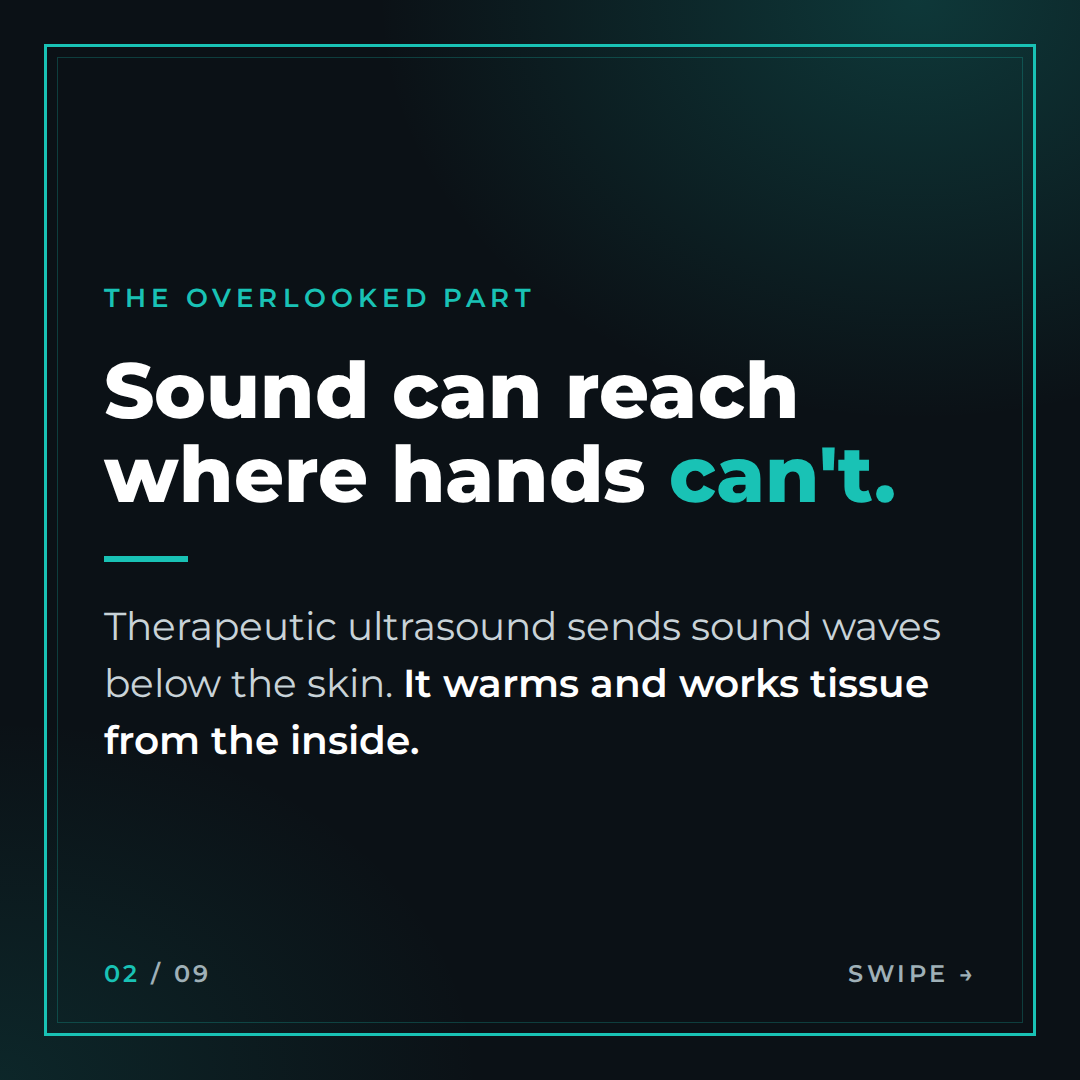 THE OVERLOOKED PART
Sound can reach
where hands can't.
Therapeutic ultrasound sends sound waves
below the skin. It warms and works tissue
from the inside.
02 / 09
SWIPE →